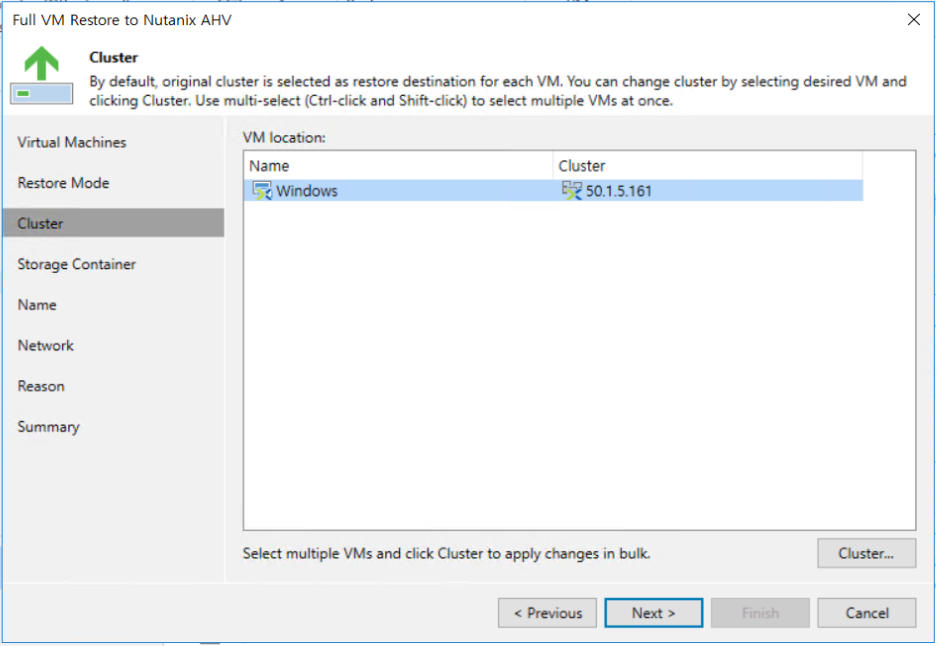 Full VM Restore to Nutanix AHV
Cluster
By default, original cluster is selected as restore destination for each VM. You can change cluster by selecting desired VM and
clicking Cluster. Use multi-select (Ctrl-click and Shift-click) to select multiple VMs at once.
Virtual Machines
Restore Mode
Cluster
Storage Container
Name
Network
Reason
Summary
VM location:
Name Cluster
Windows 50.1.5.161
Select multiple VMs and click Cluster to apply changes in bulk.
Cluster...
< Previous Next > Finish Cancel